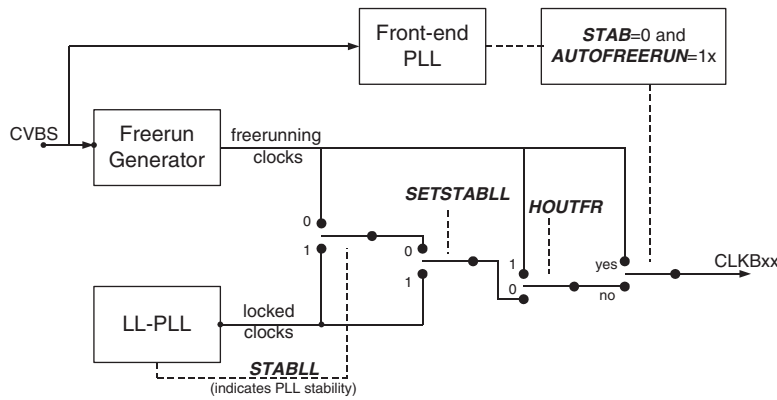 Front-end
PLL
STAB=0 and
AUTOFREERUN=1x
CVBS
Freerun
Generator
freerunning
clocks
SETSTABLL
HOUTFR
0
1
0
1
1
0
yes
no
CLKBxx
LL-PLL
locked
clocks
STABLL
(indicates PLL stability)